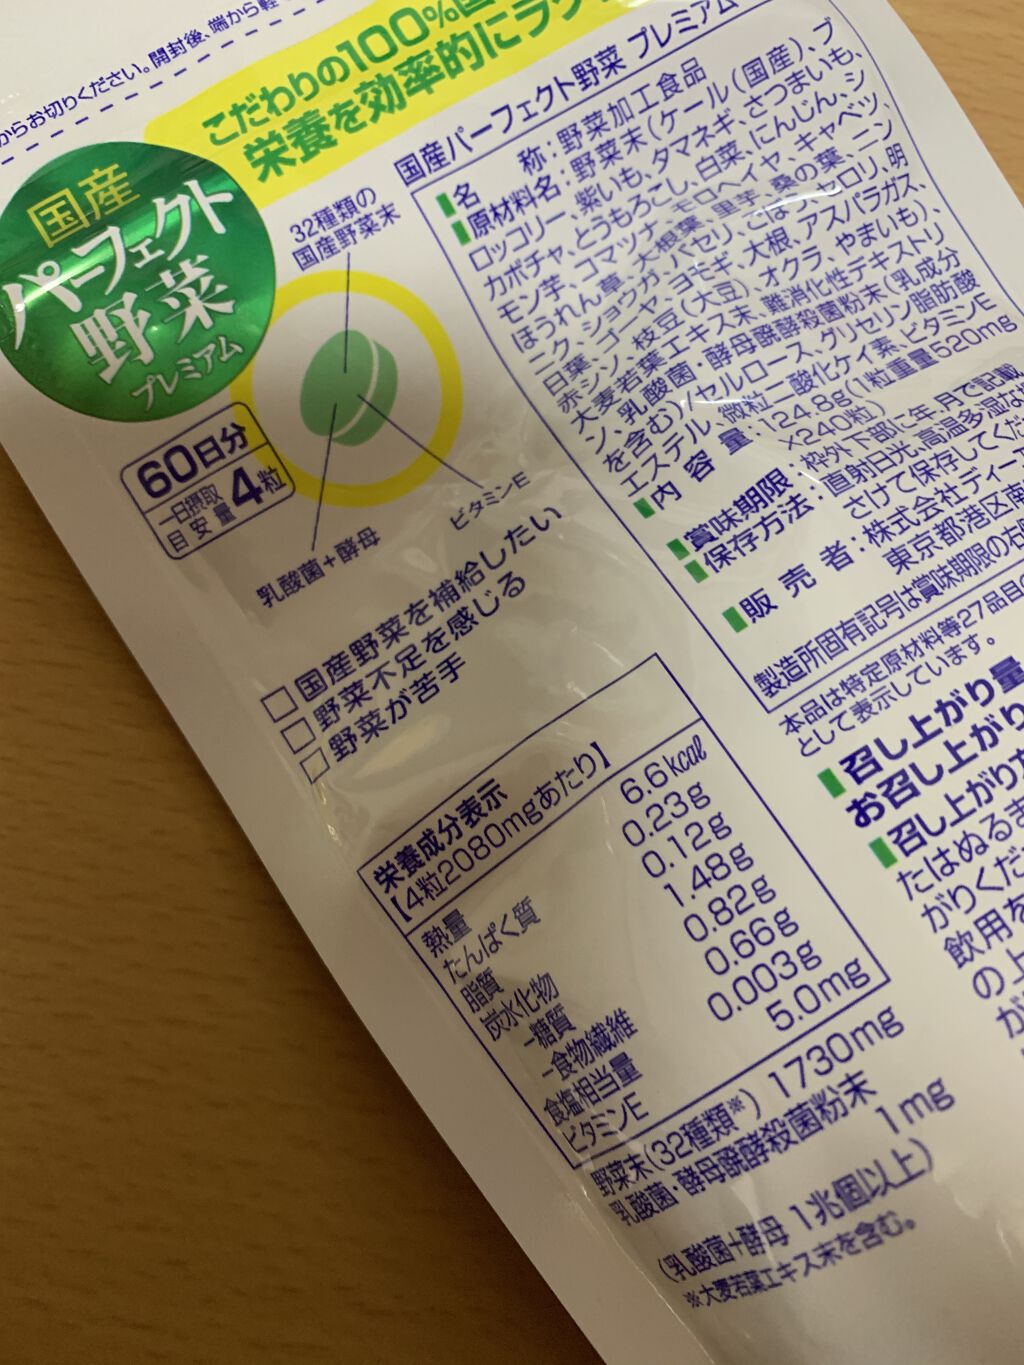 からお切りください。開封後、端から軽
こだわりの100%国
栄養を効率的にラク
国産
パーフェクト
野菜
プレミアム
32種類の
国産野菜末
乳酸菌+酵母
ビタミンE
60日分
一日摂取
目安量
4粒
□国産野菜を補給したい
□野菜不足を感じる
□野菜が苦手
国産パーフェクト野菜 プレミアム
名称:野菜加工食品
原材料名:野菜末(ケール(国産)、ブ
ロッコリー、紫いも、タマネギ、さつまいも、
カボチャ、とうもろこし、白菜、にんじん、シ
モン芋、コマツナ、モロヘイヤ、キャベツ、
ほうれん草、大根葉、里芋、桑の葉、ニン
ニク、ショウガ、パセリ、ごぼう、セロリ、明
日葉、ゴーヤ、ヨモギ、大根、アスパラガス、
赤シソ、枝豆(大豆)、オクラ、やまいも)、
大麦若葉エキス末、難消化性デキストリ
ン、乳酸菌・酵母醗酵殺菌粉末(乳成分
を含む)/セルロース、グリセリン脂肪酸
エステル、微粒二酸化ケイ素、ビタミンE
内容量:124.8g(1粒重量520mg
×240粒)
賞味期限:枠外下部に年.月で記載
保存方法:直射日光、高温多湿な
さけて保存してくだ
販売者:株式会社ディー
東京都港区南
製造所固有記号は賞味期限の右
本品は特定原材料等27品目
として表示しています。
召し上がり量
お召し上がり
召し上がり方
たはぬるま
がりくだ
飲用を
の上
が
栄養成分表示
【4粒2080mgあたり】
熱量 6.6kcal
たんぱく質 0.23g
脂質 0.12g
炭水化物 1.48g
-糖質 0.82g
-食物繊維 0.66g
食塩相当量 0.003g
ビタミンE 5.0mg
野菜末(32種類※) 1730mg
乳酸菌・酵母醗酵殺菌粉末
1mg
(乳酸菌+酵母 1兆個以上)
※大麦若葉エキス末を含む。